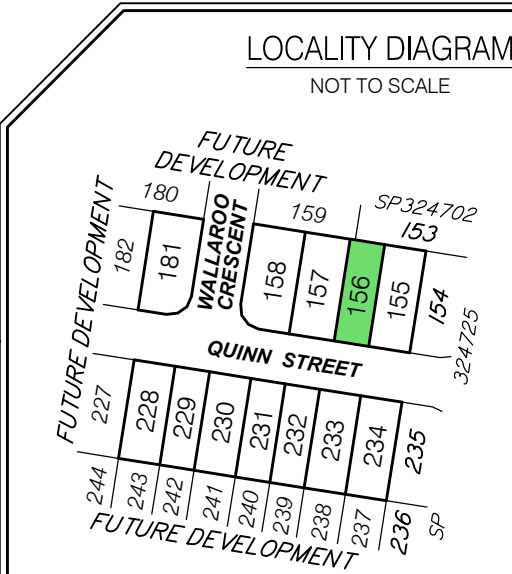 LOCALITY DIAGRAM
NOT TO SCALE
FUTURE
DEVELOPMENT
180
159
SP324702
153
FUTURE DEVELOPMENT
182
181
WALLAROO
CRESCENT
158
157
156
155
154
324725
QUINN STREET
227
228
229
230
231
232
233
234
235
244
243
242
241
240
239
238
237
236
SP
FUTURE DEVELOPMENT